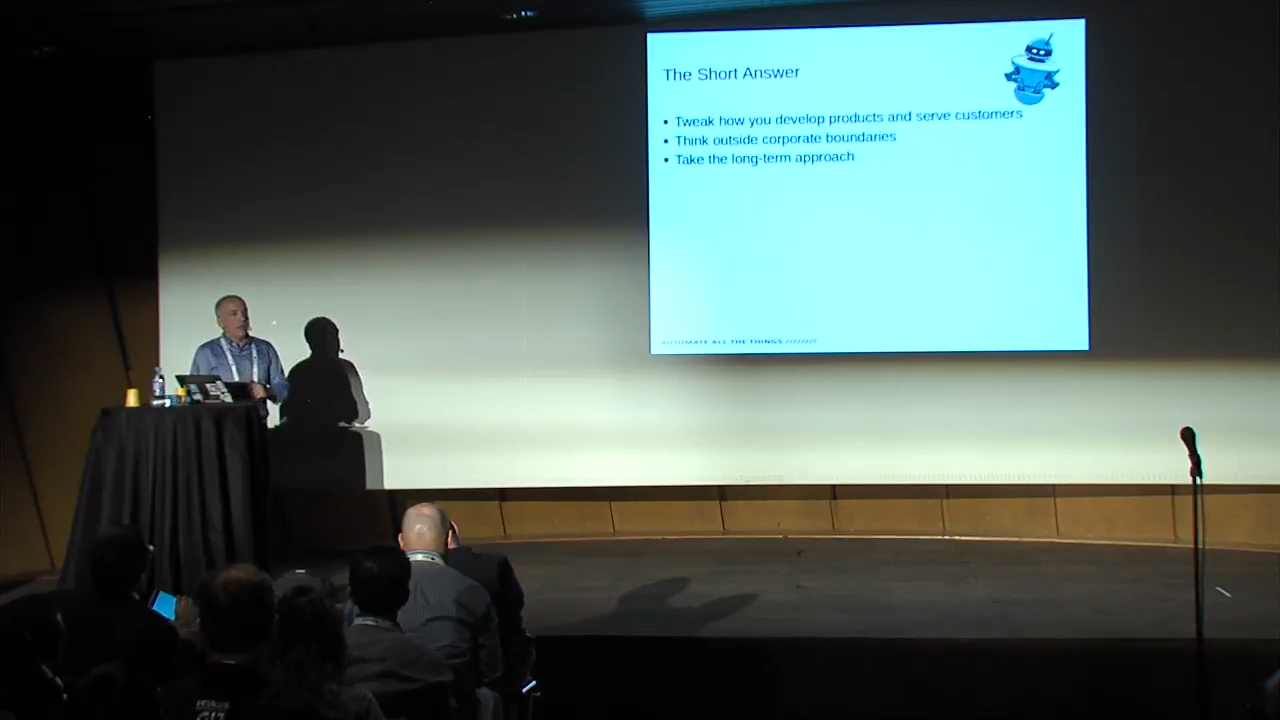 The Short Answer
• Tweak how you develop products and serve customers
• Think outside corporate boundaries
• Take the long-term approach
AUTOMATE ALL THE THINGS ////////